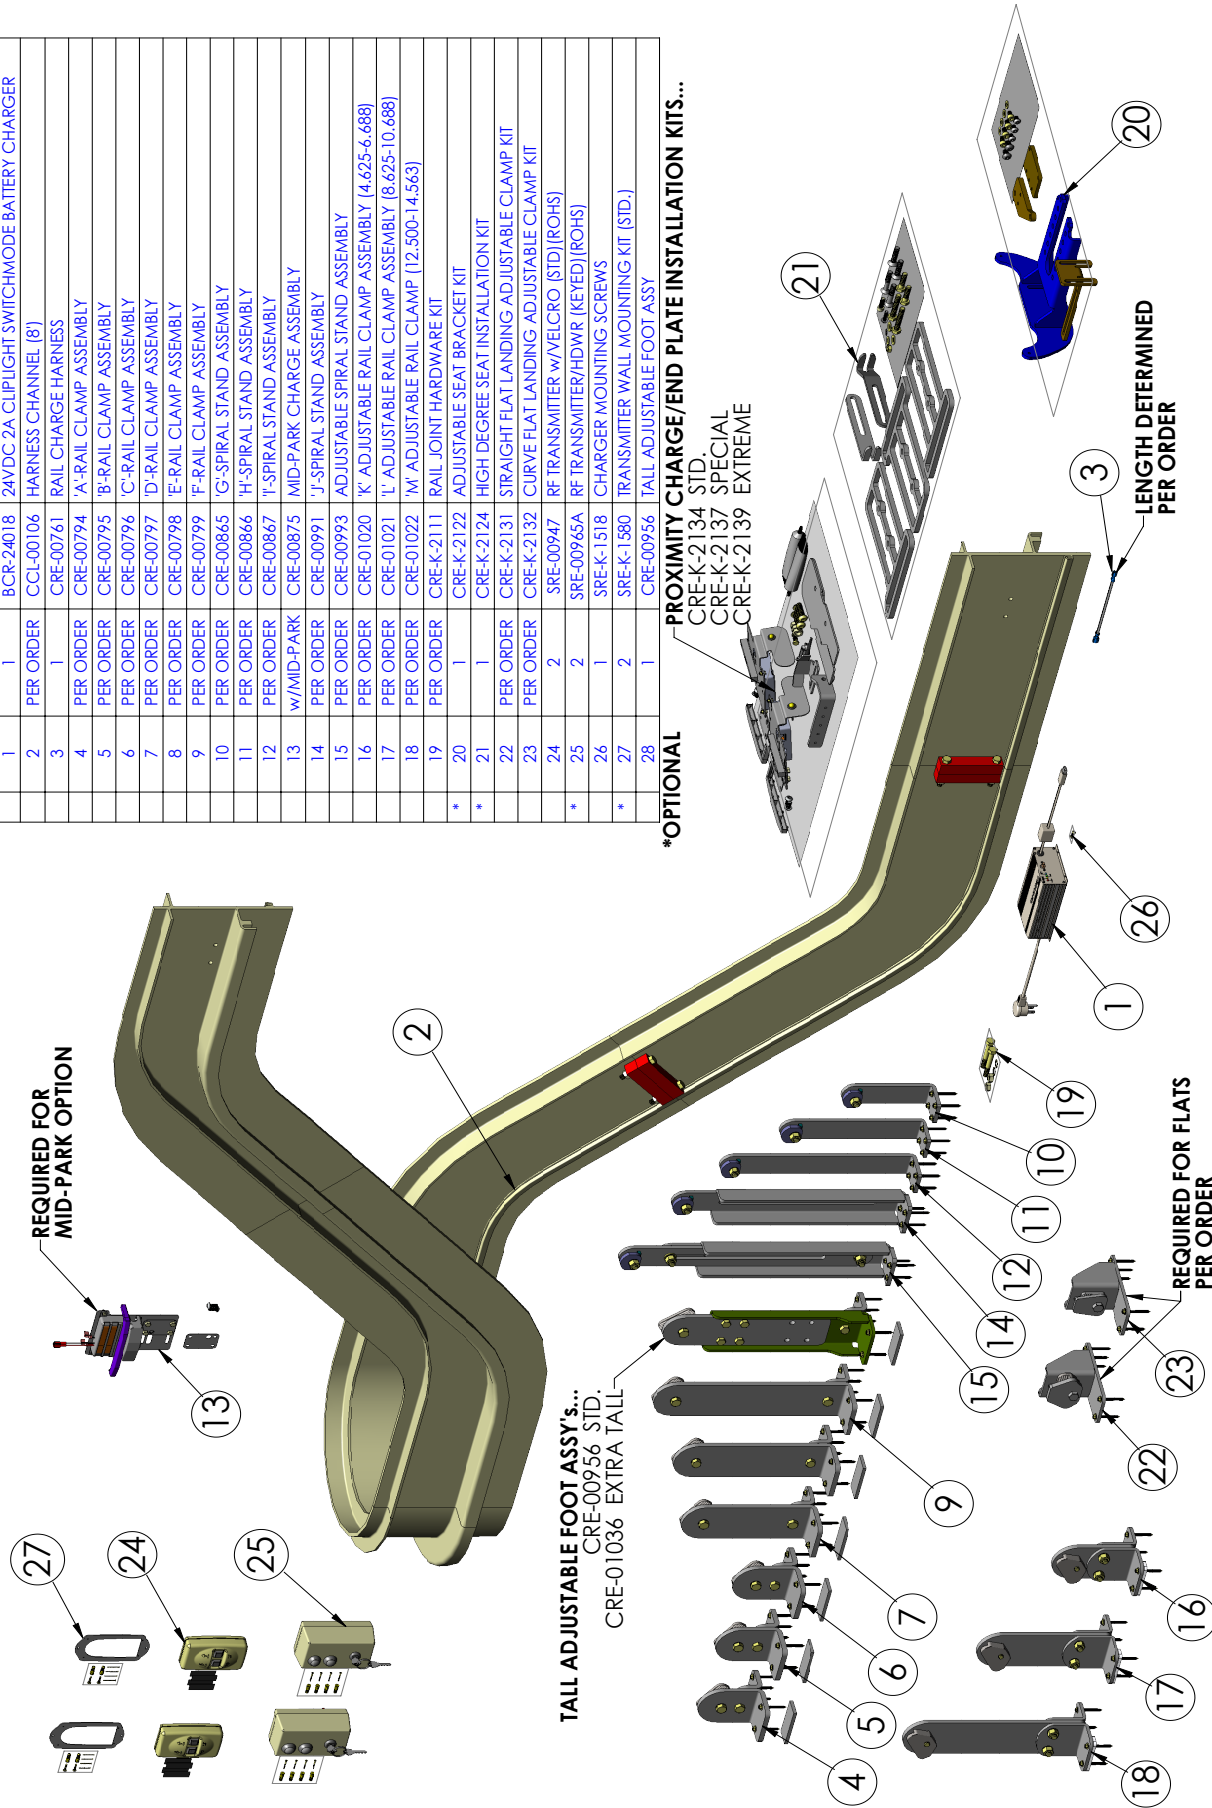 1 1 BCR-24018 24VDC 2A CLIPLIGHT SWITCHMODE BATTERY CHARGER
2 PER ORDER CCL-00106 HARNESS CHANNEL (8')
3 1 CRE-00761 RAIL CHARGE HARNESS
4 PER ORDER CRE-00794 'A'-RAIL CLAMP ASSEMBLY
5 PER ORDER CRE-00795 'B'-RAIL CLAMP ASSEMBLY
6 PER ORDER CRE-00796 'C'-RAIL CLAMP ASSEMBLY
7 PER ORDER CRE-00797 'D'-RAIL CLAMP ASSEMBLY
8 PER ORDER CRE-00798 'E'-RAIL CLAMP ASSEMBLY
9 PER ORDER CRE-00799 'F'-RAIL CLAMP ASSEMBLY
10 PER ORDER CRE-00865 'G'-SPIRAL STAND ASSEMBLY
11 PER ORDER CRE-00866 'H'-SPIRAL STAND ASSEMBLY
12 PER ORDER CRE-00867 'I'-SPIRAL STAND ASSEMBLY
13 W/MID-PARK CRE-00875 MID-PARK CHARGE ASSEMBLY
14 PER ORDER CRE-00991 'J'-SPIRAL STAND ASSEMBLY
15 PER ORDER CRE-00993 ADJUSTABLE SPIRAL STAND ASSEMBLY
16 PER ORDER CRE-01020 'K' ADJUSTABLE RAIL CLAMP ASSEMBLY (4.625-6.688)
17 PER ORDER CRE-01021 'L' ADJUSTABLE RAIL CLAMP ASSEMBLY (8.625-10.688)
18 PER ORDER CRE-01022 'M' ADJUSTABLE RAIL CLAMP (12.500-14.563)
19 PER ORDER CRE-K-2111 RAIL JOINT HARDWARE KIT
* 20 1 CRE-K-2122 ADJUSTABLE SEAT BRACKET KIT
* 21 1 CRE-K-2124 HIGH DEGREE SEAT INSTALLATION KIT
22 PER ORDER CRE-K-2131 STRAIGHT FLAT LANDING ADJUSTABLE CLAMP KIT
23 PER ORDER CRE-K-2132 CURVE FLAT LANDING ADJUSTABLE CLAMP KIT
24 2 SRE-00947 RF TRANSMITTER w/VELCRO (STD)(ROHS)
* 25 2 SRE-00965A RF TRANSMITTER/HDWR (KEYED)(ROHS)
26 1 SRE-K-1518 CHARGER MOUNTING SCREWS
* 27 2 SRE-K-1580 TRANSMITTER WALL MOUNTING KIT (STD.)
28 1 CRE-00956 TALL ADJUSTABLE FOOT ASSY
*OPTIONAL
PROXIMITY CHARGE/END PLATE INSTALLATION KITS...
CRE-K-2134 STD.
CRE-K-2137 SPECIAL
CRE-K-2139 EXTREME
REQUIRED FOR
MID-PARK OPTION
13
27
24
25
2
21
20
3
LENGTH DETERMINED
PER ORDER
1
26
19
TALL ADJUSTABLE FOOT ASSY's...
CRE-00956 STD.
CRE-01036 EXTRA TALL
4
5
6
7
9
15
14
12
11
10
18
17
16
22
23
REQUIRED FOR FLATS
PER ORDER